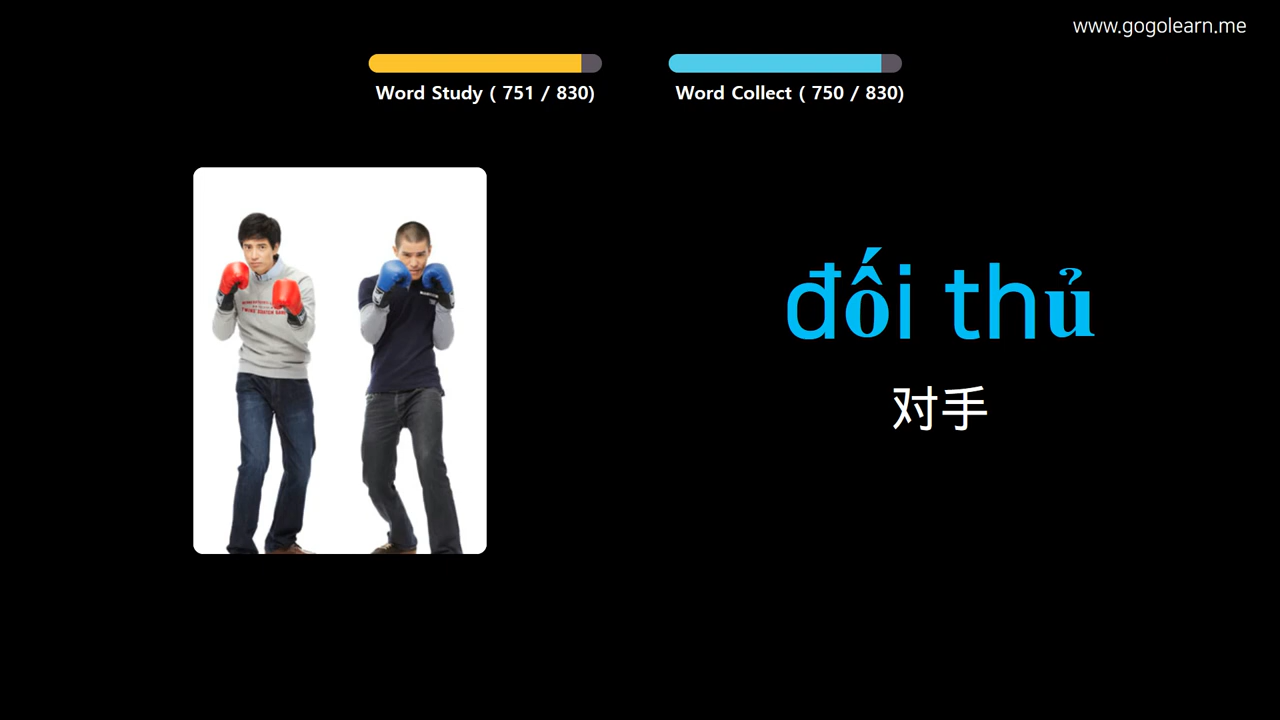 www.gogolearn.me
Word Study ( 751 / 830)
Word Collect ( 750 / 830)
đối thủ
对手